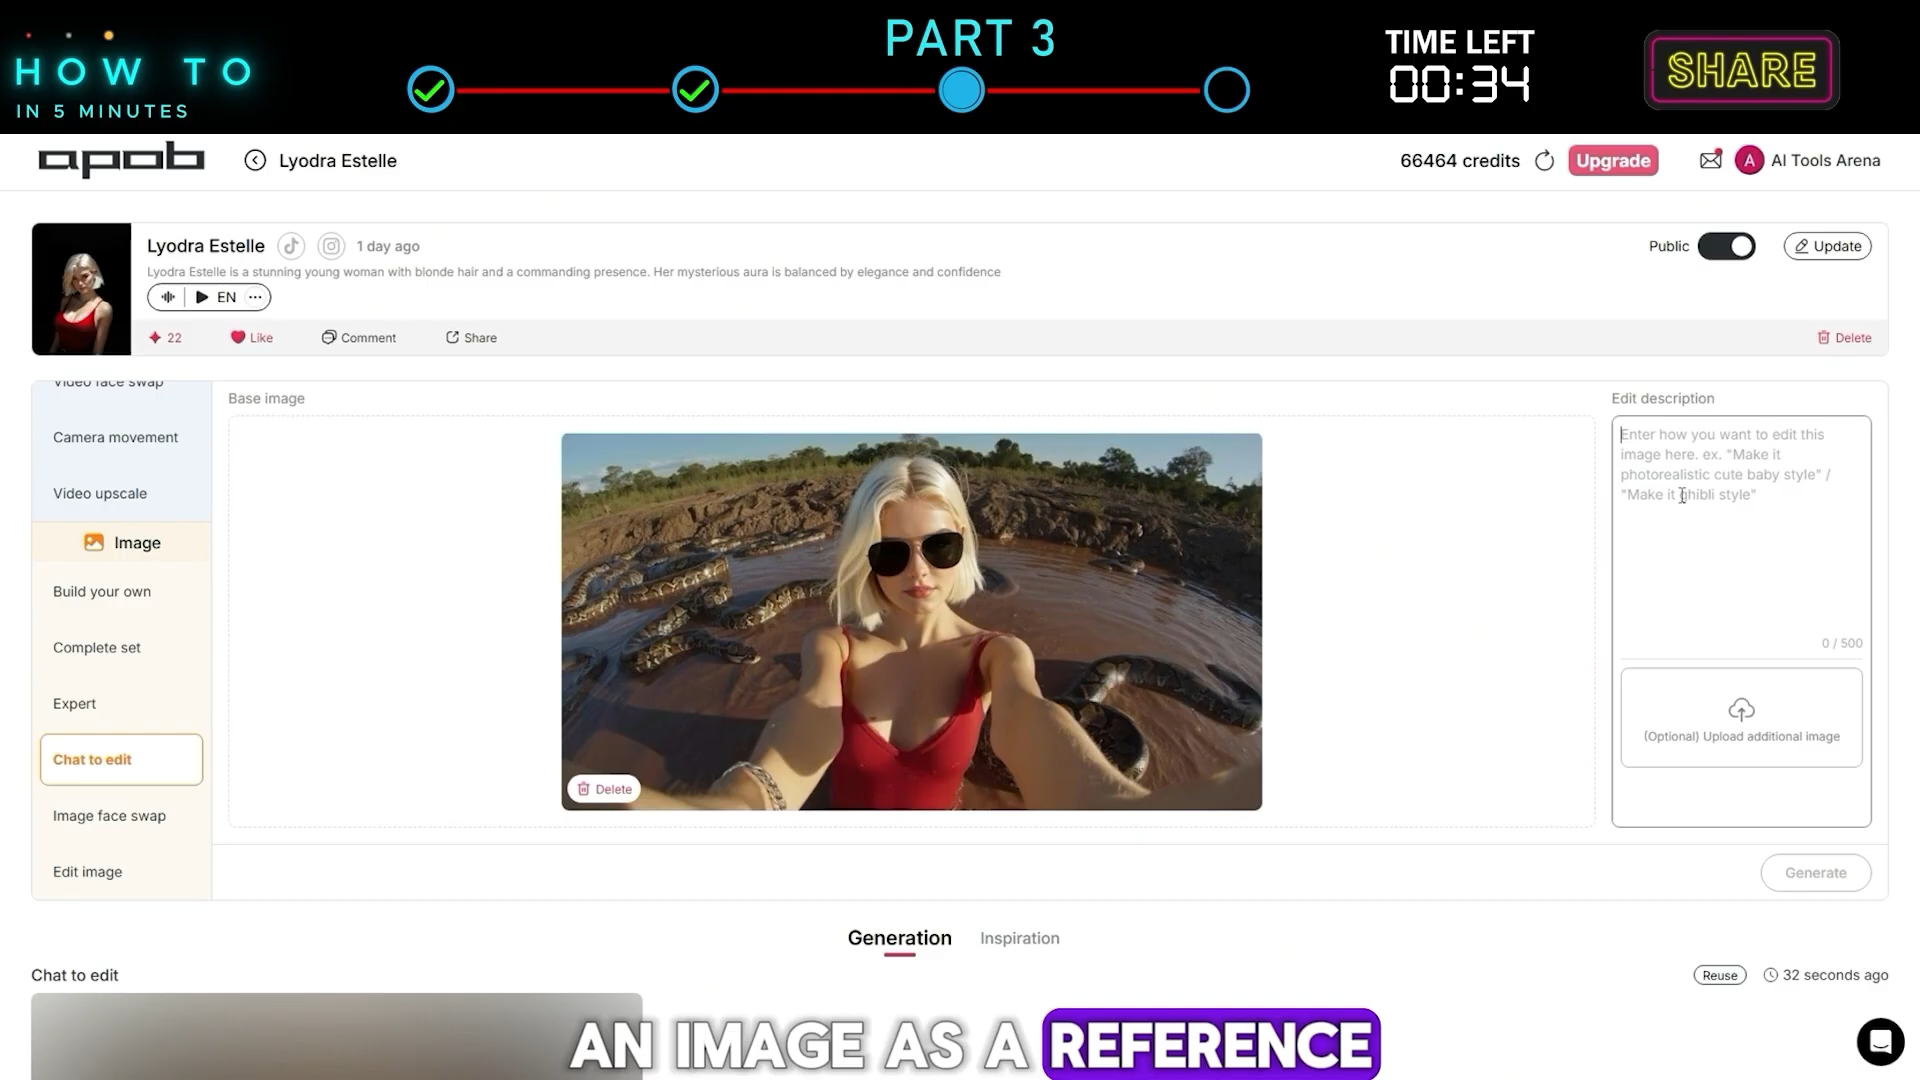 HOW TO
IN 5 MINUTES
PART 3
TIME LEFT
00:34
SHARE
apob
Lyodra Estelle
66464 credits
Upgrade
A
AI Tools Arena
Lyodra Estelle
1 day ago
Public
Update
Lyodra Estelle is a stunning young woman with blonde hair and a commanding presence. Her mysterious aura is balanced by elegance and confidence
EN
22
Like
Comment
Share
Delete
Video face swap
Camera movement
Video upscale
Image
Build your own
Complete set
Expert
Chat to edit
Image face swap
Edit image
Base image
Delete
Edit description
Enter how you want to edit this
image here. ex. "Make it
photorealistic cute baby style" /
"Make it ghibli style"
0 / 500
(Optional) Upload additional image
Generate
Generation
Inspiration
Chat to edit
Reuse
32 seconds ago
AN IMAGE AS A REFERENCE